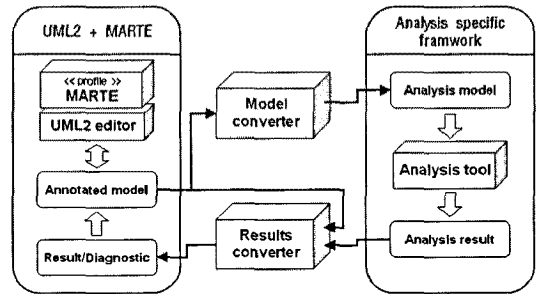 UML2 + MARTE
<< profile >>
MARTE
UML2 editor
Annotated model
Result/Diagnostic
Model
converter
Results
converter
Analysis specific
framwork
Analysis model
Analysis tool
Analysis result